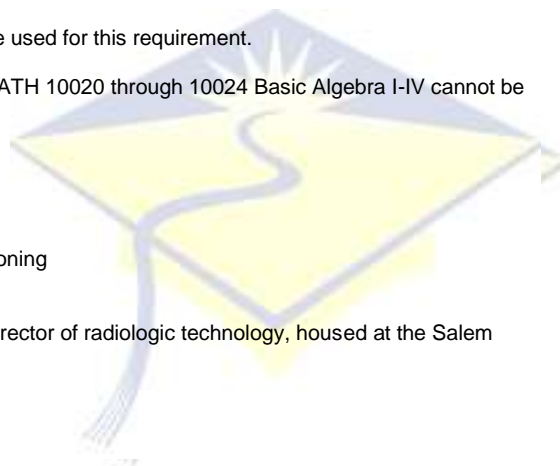 e used for this requirement.
ATH 10020 through 10024 Basic Algebra I-IV cannot be
oning
rector of radiologic technology, housed at the Salem